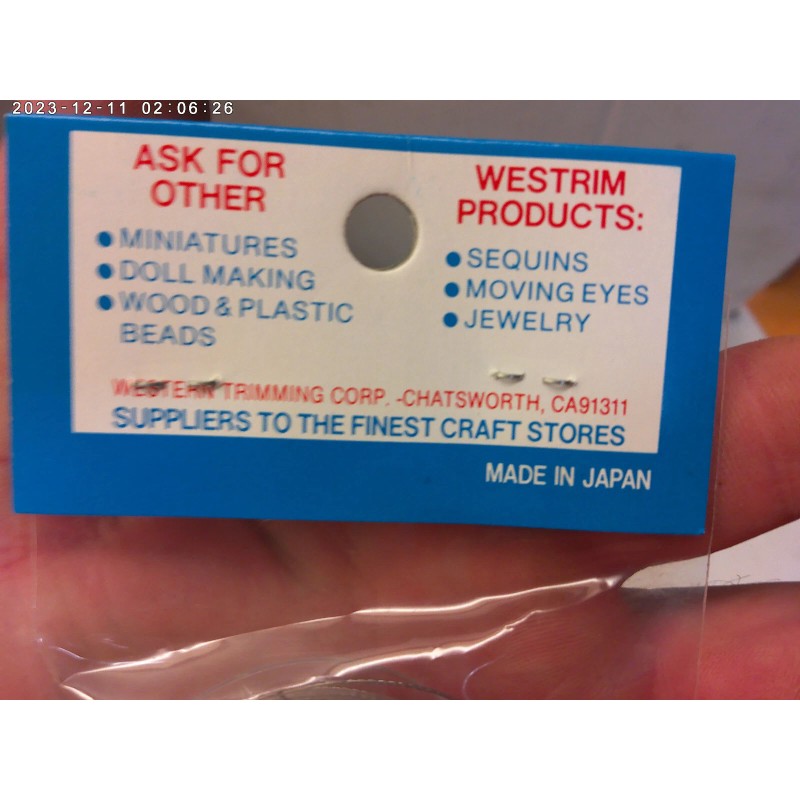 2023-12-11 02:06:26
ASK FOR
OTHER
● MINIATURES
● DOLL MAKING
● WOOD & PLASTIC
BEADS
WESTRIM
PRODUCTS:
● SEQUINS
● MOVING EYES
● JEWELRY
WESTERN TRIMMING CORP. -CHATSWORTH, CA91311
SUPPLIERS TO THE FINEST CRAFT STORES
MADE IN JAPAN